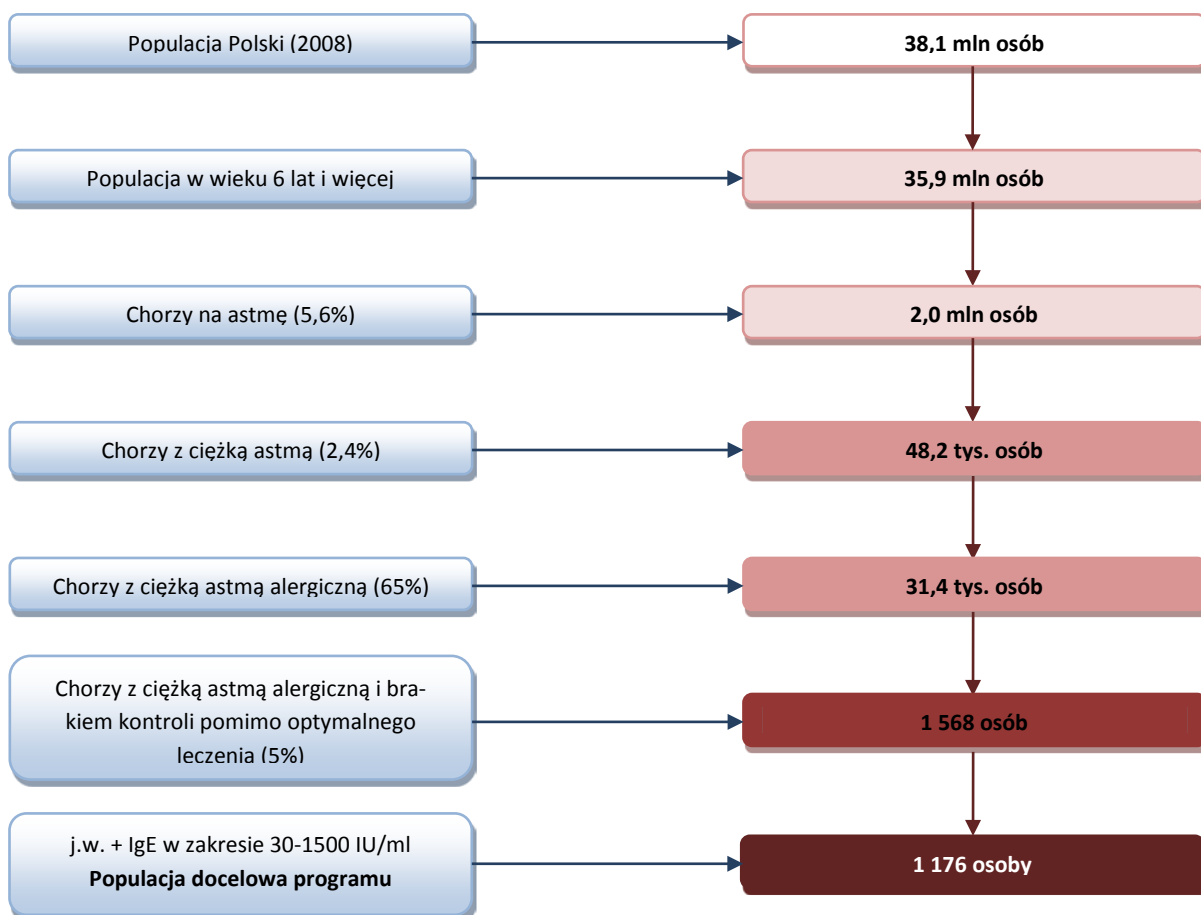 Populacja Polski (2008)
38,1 mln osób
Populacja w wieku 6 lat i więcej
35,9 mln osób
Chorzy na astmę (5,6%)
2,0 mln osób
Chorzy z ciężką astmą (2,4%)
48,2 tys. osób
Chorzy z ciężką astmą alergiczną (65%)
31,4 tys. osób
Chorzy z ciężką astmą alergiczną i bra-
kiem kontroli pomimo optymalnego
leczenia (5%)
1 568 osób
j.w. + IgE w zakresie 30-1500 IU/ml
Populacja docelowa programu
1 176 osoby